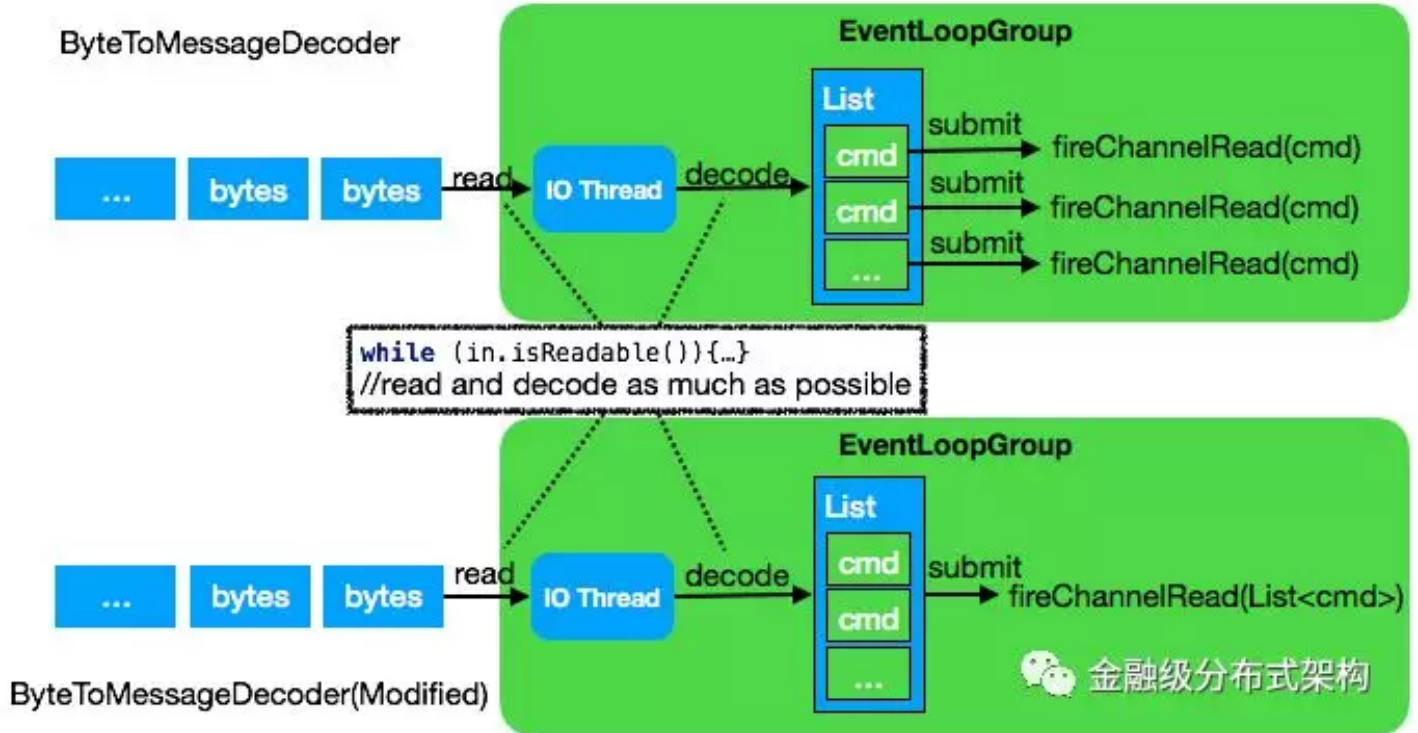 ByteToMessageDecoder
EventLoopGroup
List
... bytes bytes read IO Thread decode cmd submit fireChannelRead(cmd)
cmd submit fireChannelRead(cmd)
... submit fireChannelRead(cmd)
while (in.isReadable()){…}
//read and decode as much as possible
EventLoopGroup
List
... bytes bytes read IO Thread decode cmd submit fireChannelRead(List<cmd>)
cmd
...
ByteToMessageDecoder(Modified)
金融级分布式架构